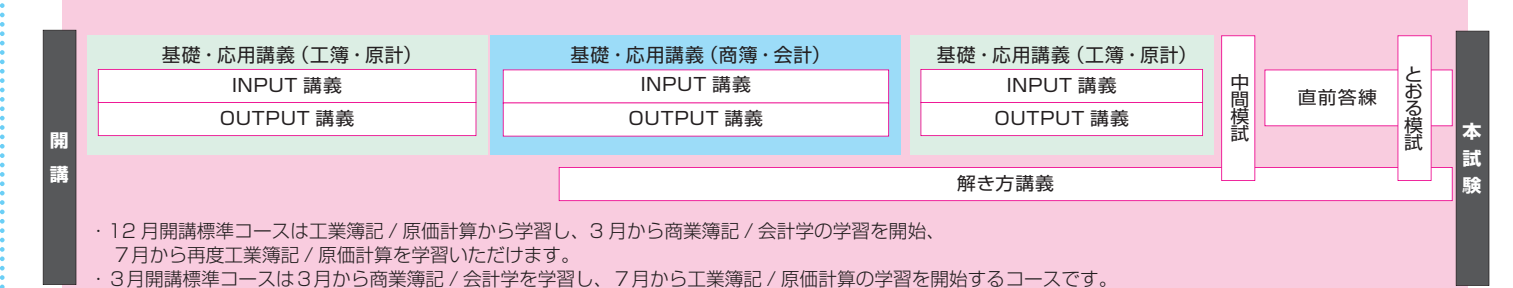 開講
基礎・応用講義（工簿・原計）
INPUT 講義
OUTPUT 講義
基礎・応用講義（商簿・会計）
INPUT 講義
OUTPUT 講義
基礎・応用講義（工簿・原計）
INPUT 講義
OUTPUT 講義
中間模試
直前答練
とおる模試
解き方講義
本試験
・12 月開講標準コースは工業簿記 / 原価計算から学習し、3 月から商業簿記 / 会計学の学習を開始、
7月から再度工業簿記 / 原価計算を学習いただけます。
・3月開講標準コースは3月から商業簿記 / 会計学を学習し、7月から工業簿記 / 原価計算の学習を開始するコースです。